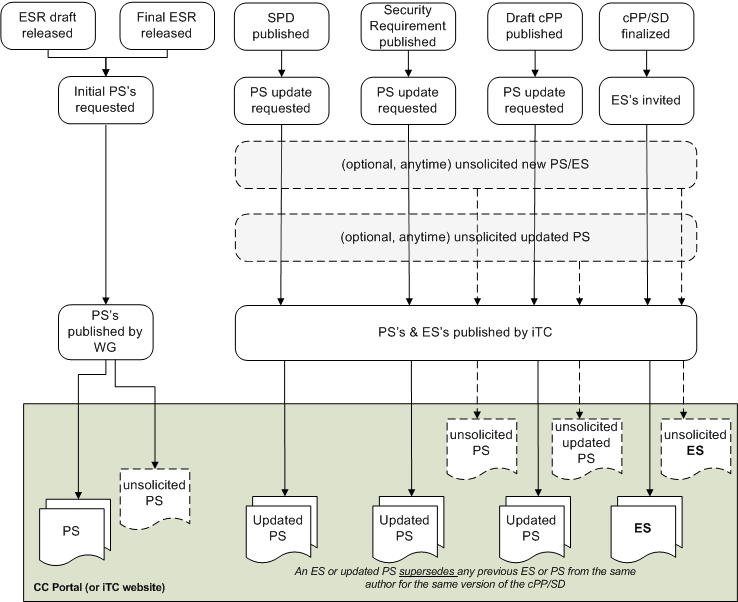 ESR draft
released
Final ESR
released
SPD
published
Security
Requirement
published
Draft cPP
published
cPP/SD
finalized
Initial PS's
requested
PS update
requested
PS update
requested
PS update
requested
ES's invited
(optional, anytime) unsolicited new PS/ES
(optional, anytime) unsolicited updated PS
PS's
published by
WG
PS's & ES's published by iTC
unsolicited
PS
unsolicited
updated
PS
unsolicited
ES
unsolicited
PS
PS
Updated
PS
Updated
PS
Updated
PS
ES
An ES or updated PS supersedes any previous ES or PS from the same
author for the same version of the cPP/SD
CC Portal (or iTC website)